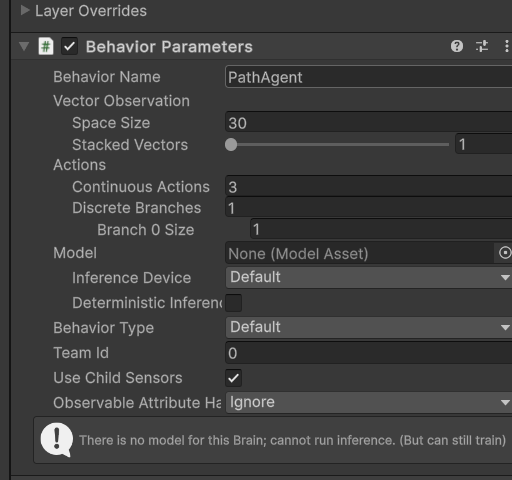 Layer Overrides
Behavior Parameters
Behavior Name PathAgent
Vector Observation
Space Size 30
Stacked Vectors 1
Actions
Continuous Actions 3
Discrete Branches 1
Branch 0 Size 1
Model None (Model Asset)
Inference Device Default
Deterministic Inferen
Behavior Type Default
Team Id 0
Use Child Sensors
Observable Attribute Ha Ignore
There is no model for this Brain; cannot run inference. (But can still train)